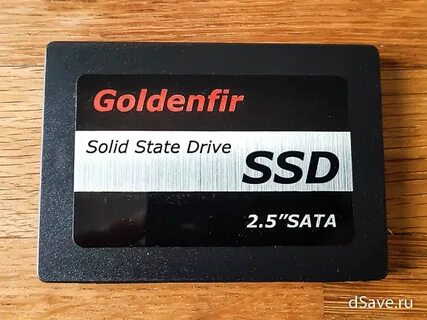 Goldenfir
Solid State Drive
SSD
2.5”SATA
dSave.ru